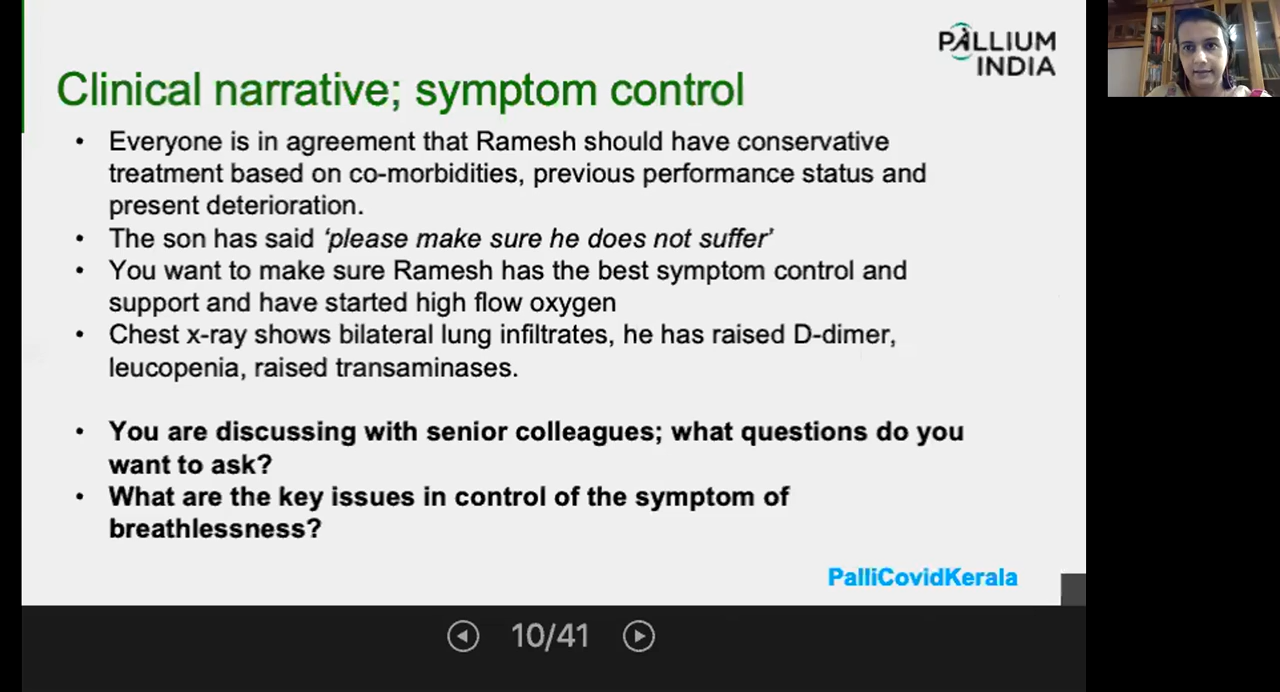 PALLIUM
INDIA
Clinical narrative; symptom control
• Everyone is in agreement that Ramesh should have conservative
treatment based on co-morbidities, previous performance status and
present deterioration.
• The son has said ‘please make sure he does not suffer’
• You want to make sure Ramesh has the best symptom control and
support and have started high flow oxygen
• Chest x-ray shows bilateral lung infiltrates, he has raised D-dimer,
leucopenia, raised transaminases.
• You are discussing with senior colleagues; what questions do you
want to ask?
• What are the key issues in control of the symptom of
breathlessness?
PalliCovidKerala
10/41